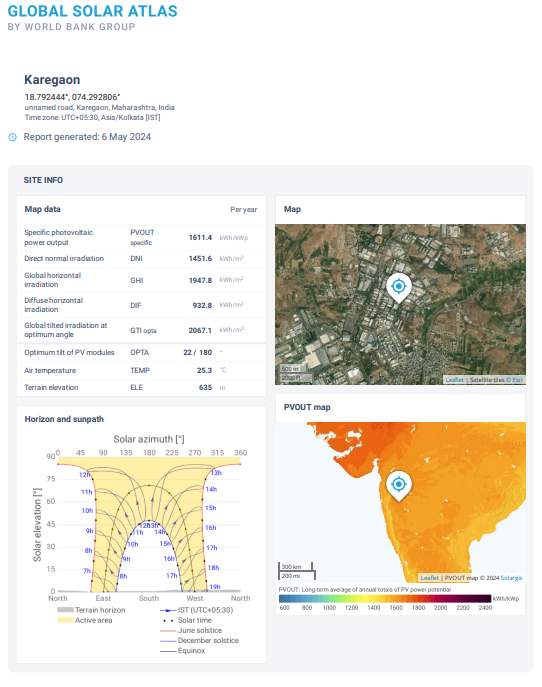 GLOBAL SOLAR ATLAS
BY WORLD BANK GROUP
Karegaon
18.792444°, 074.292806°
unnamed road, Karegaon, Maharashtra, India
Time zone: UTC+05:30, Asia/Kolkata [IST]
Report generated: 6 May 2024
SITE INFO
Map data Per year
Specific photovoltaic power output PVOUT specific 1611.4 kWh/kWp
Direct normal irradiation DNI 1451.6 kWh/m²
Global horizontal irradiation GHI 1947.8 kWh/m²
Diffuse horizontal irradiation DIF 932.8 kWh/m²
Global tilted irradiation at optimum angle GTI opta 2067.1 kWh/m²
Optimum tilt of PV modules OPTA 22 / 180 °
Air temperature TEMP 25.3 °C
Terrain elevation ELE 635 m
Map
500 m
2000 ft
Leaflet | Satellite tiles © Esri
PVOUT map
300 km
200 mi
Leaflet | PVOUT map © 2024 Solargis
PVOUT: Long-term average of annual totals of PV power potential
kWh/kWp
600 800 1000 1200 1400 1600 1800 2000 2200 2400
Horizon and sunpath
Solar azimuth [°]
0 45 90 135 180 225 270 315 360
Solar elevation [°]
90
75
60
45
30
15
0
12h
11h
10h
9h
8h
7h
13h
14h
15h
16h
17h
18h
19h
12h
13h
11h
14h
10h
15h
9h
16h
8h
17h
North East South West North
Terrain horizon
Active area
IST (UTC+05:30)
Solar time
June solstice
December solstice
Equinox